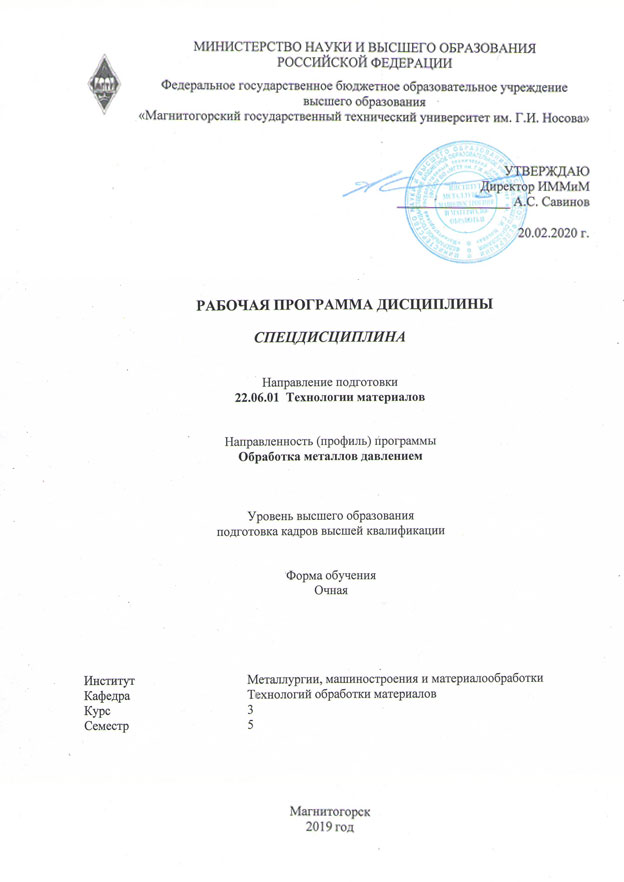 МИНИСТЕРСТВО НАУКИ И ВЫСШЕГО ОБРАЗОВАНИЯ
РОССИЙСКОЙ ФЕДЕРАЦИИ
Федеральное государственное бюджетное образовательное учреждение
высшего образования
«Магнитогорский государственный технический университет им. Г.И. Носова»
УТВЕРЖДАЮ
Директор ИММиМ
А.С. Савинов
20.02.2020 г.
РАБОЧАЯ ПРОГРАММА ДИСЦИПЛИНЫ
СПЕЦДИСЦИПЛИНА
Направление подготовки
22.06.01 Технологии материалов
Направленность (профиль) программы
Обработка металлов давлением
Уровень высшего образования
подготовка кадров высшей квалификации
Форма обучения
Очная
Институт Металлургии, машиностроения и материалообработки
Кафедра Технологий обработки материалов
Курс 3
Семестр 5
Магнитогорск
2019 год